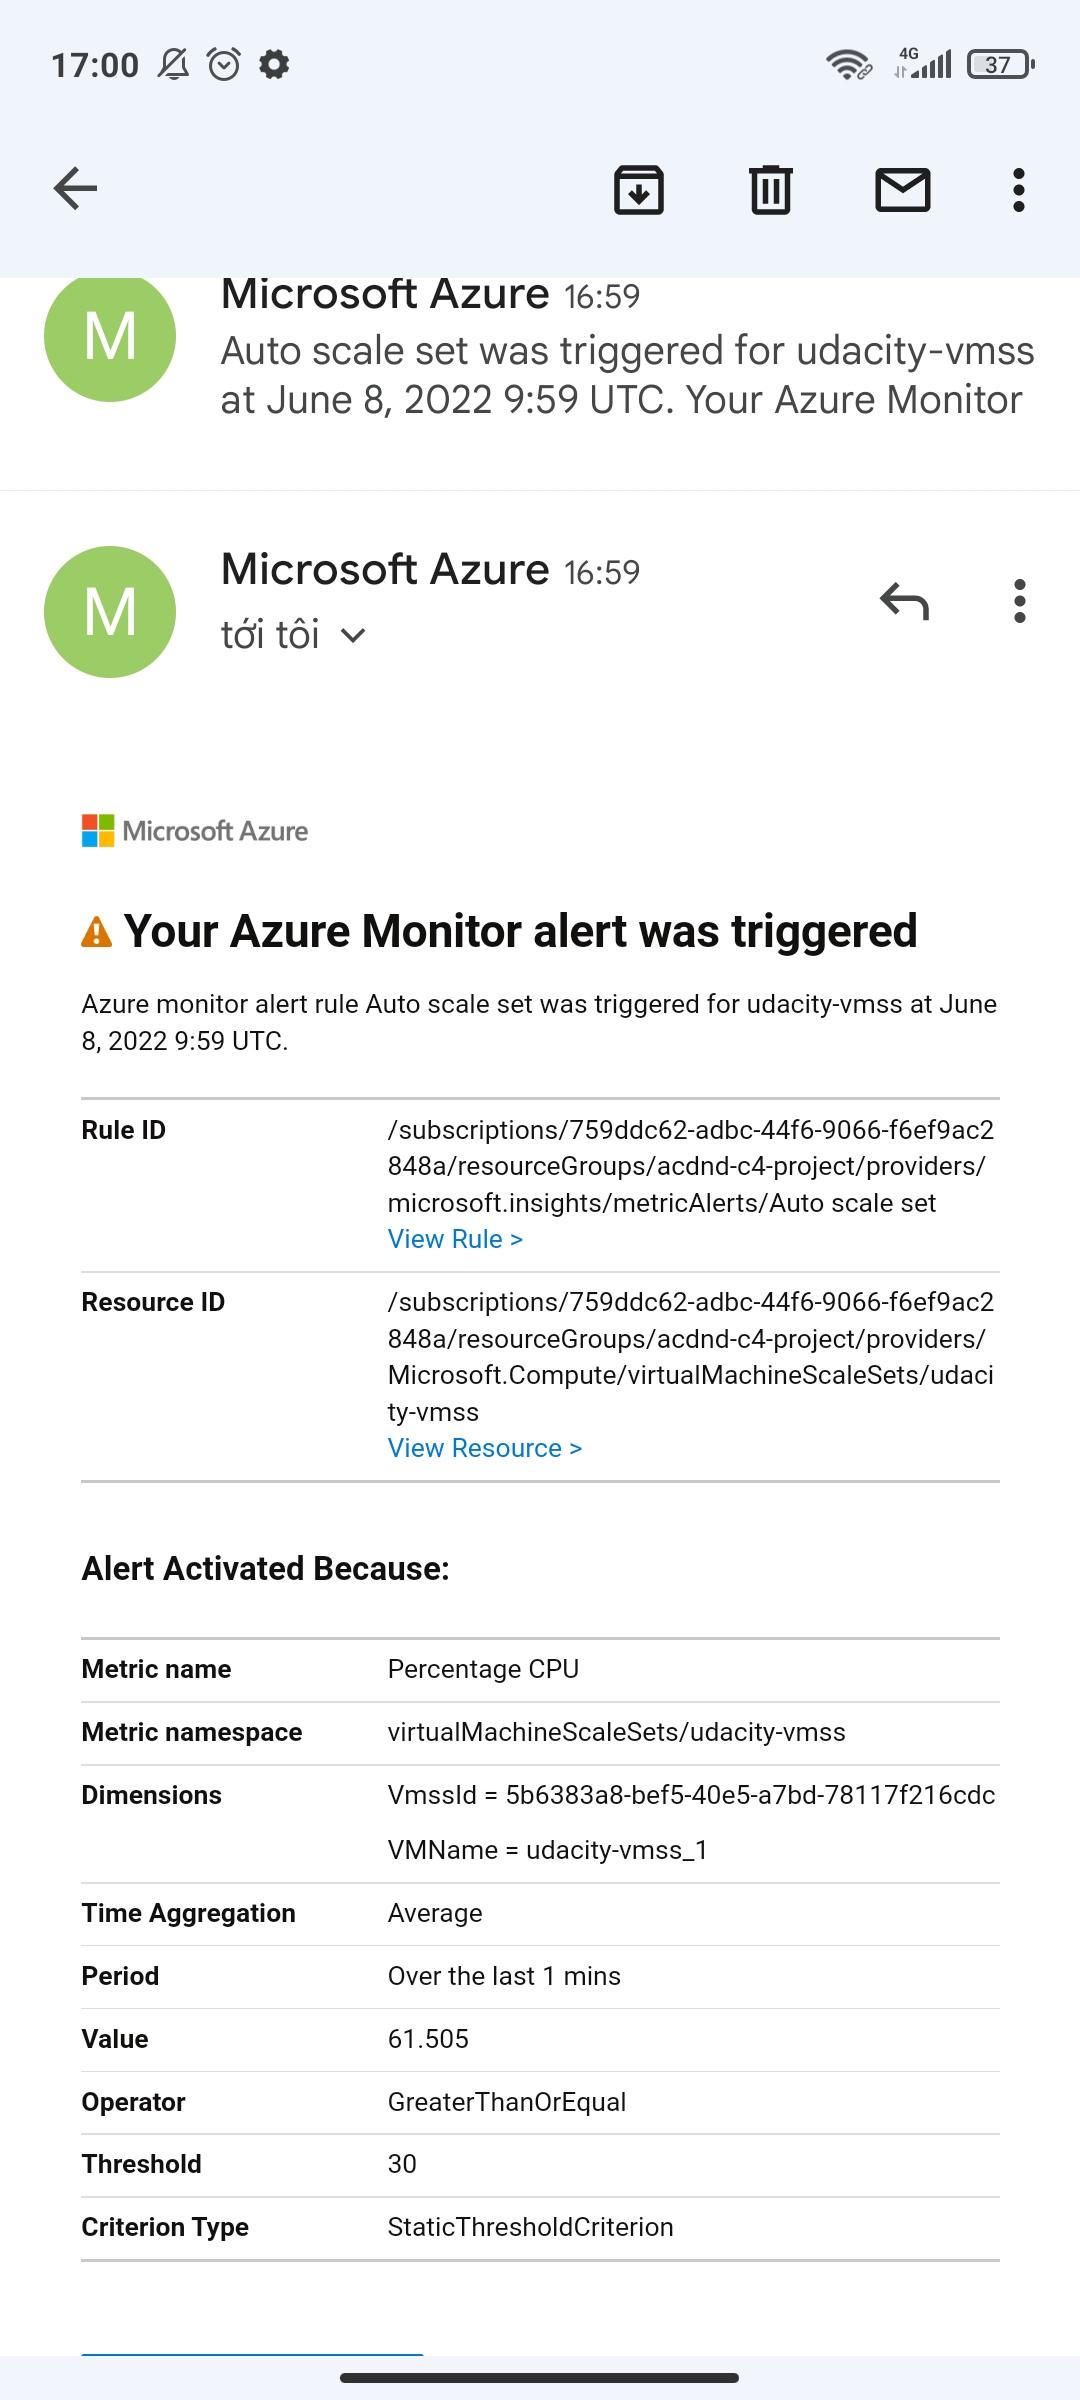 17:00
4G
37
M
Microsoft Azure 16:59
Auto scale set was triggered for udacity-vmss
at June 8, 2022 9:59 UTC. Your Azure Monitor
M
Microsoft Azure 16:59
tới tôi
Microsoft Azure
Your Azure Monitor alert was triggered
Azure monitor alert rule Auto scale set was triggered for udacity-vmss at June
8, 2022 9:59 UTC.
Rule ID
/subscriptions/759ddc62-adbc-44f6-9066-f6ef9ac2
848a/resourceGroups/acdnd-c4-project/providers/
microsoft.insights/metricAlerts/Auto scale set
View Rule >
Resource ID
/subscriptions/759ddc62-adbc-44f6-9066-f6ef9ac2
848a/resourceGroups/acdnd-c4-project/providers/
Microsoft.Compute/virtualMachineScaleSets/udaci
ty-vmss
View Resource >
Alert Activated Because:
Metric name Percentage CPU
Metric namespace virtualMachineScaleSets/udacity-vmss
Dimensions VmssId = 5b6383a8-bef5-40e5-a7bd-78117f216cdc
VMName = udacity-vmss_1
Time Aggregation Average
Period Over the last 1 mins
Value 61.505
Operator GreaterThanOrEqual
Threshold 30
Criterion Type StaticThresholdCriterion